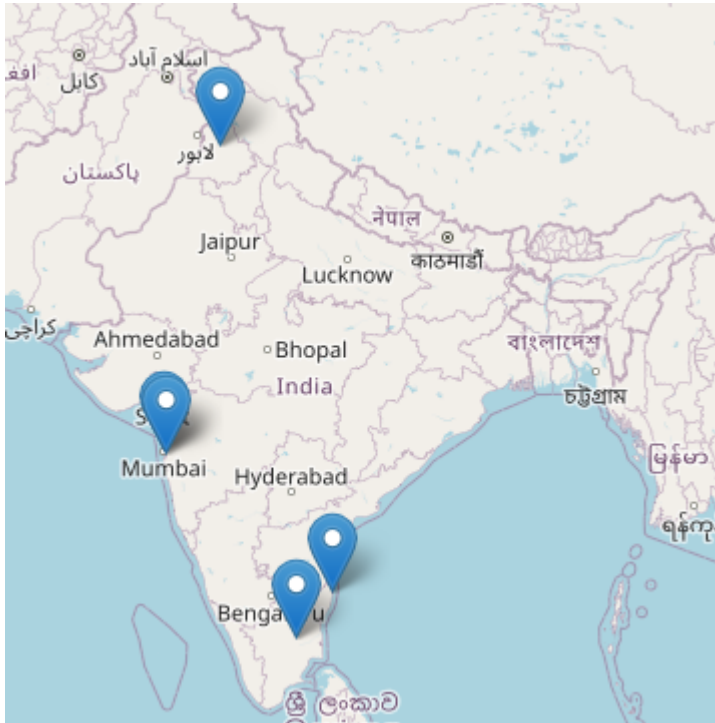 اسلام آباد
کابل
لاہور
پاکستان
नेपाल
Jaipur
काठमाडौँ
Lucknow
کراچی
Ahmedabad
Bhopal
বাংলাদেশ
India
চট্টগ্রাম
Mumbai
Hyderabad
မြန်မာ
ශ්‍රී ලංකාව